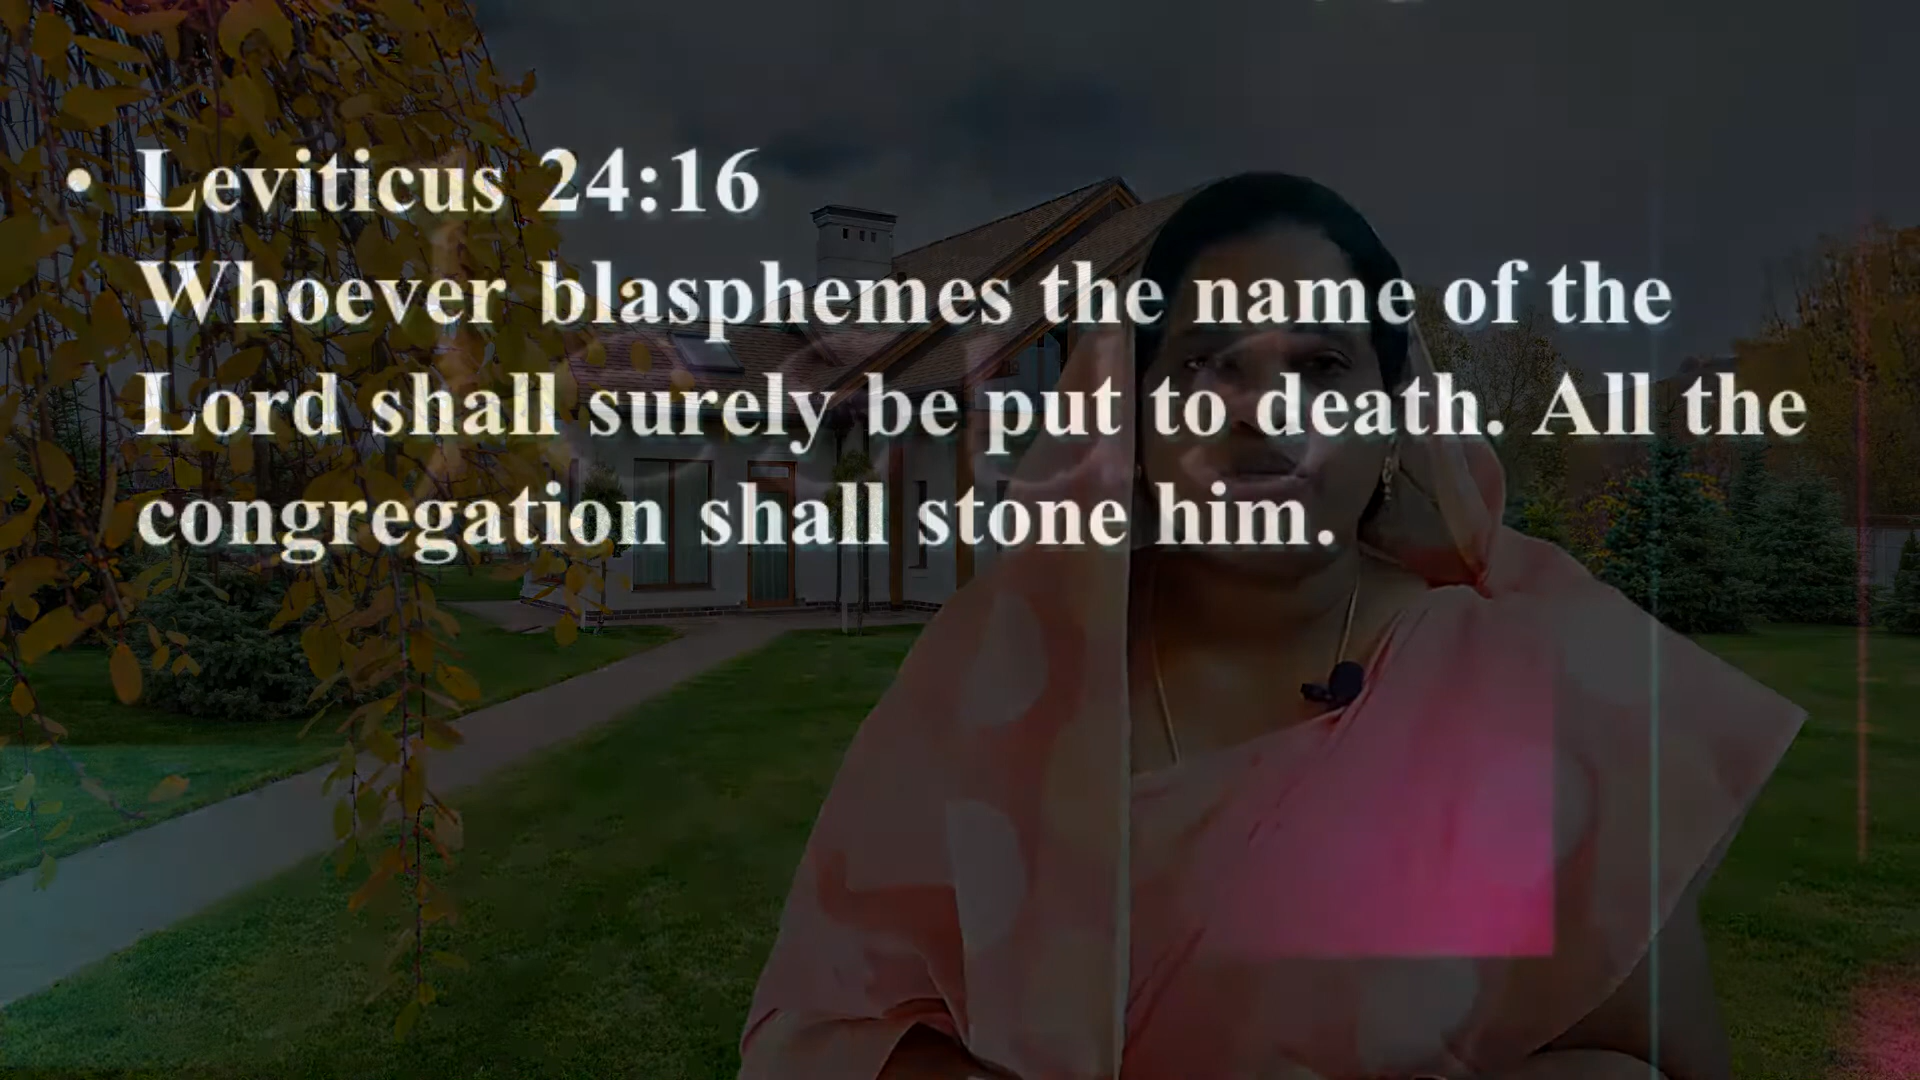 • Leviticus 24:16
Whoever blasphemes the name of the
Lord shall surely be put to death. All the
congregation shall stone him.